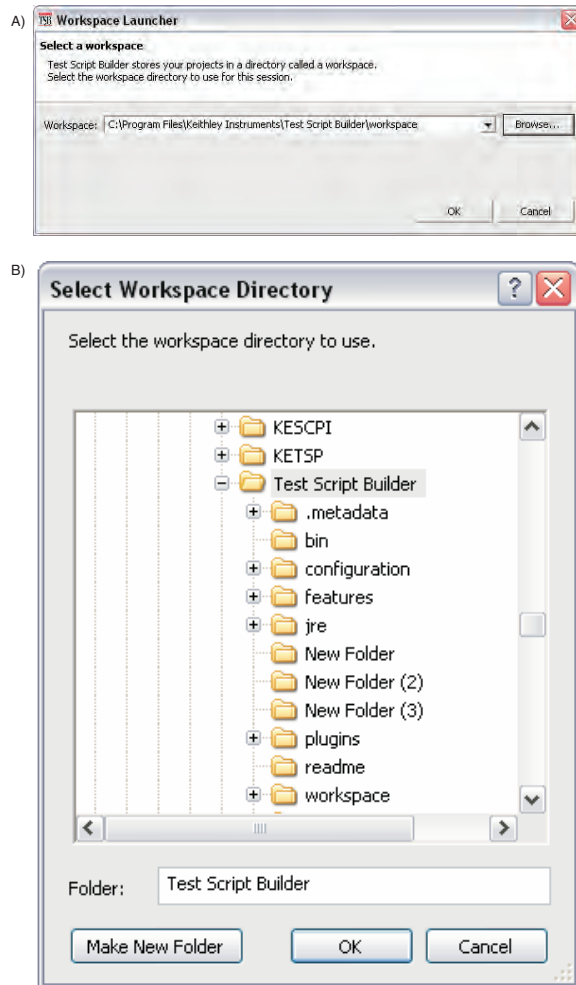 A)
TSB Workspace Launcher
Select a workspace
Test Script Builder stores your projects in a directory called a workspace.
Select the workspace directory to use for this session.
Workspace: C:\Program Files\Keithley Instruments\Test Script Builder\workspace Browse...
OK Cancel
B)
Select Workspace Directory ?
Select the workspace directory to use.
KESCPI
KETSP
Test Script Builder
.metadata
bin
configuration
features
jre
New Folder
New Folder (2)
New Folder (3)
plugins
readme
workspace
Folder: Test Script Builder
Make New Folder OK Cancel